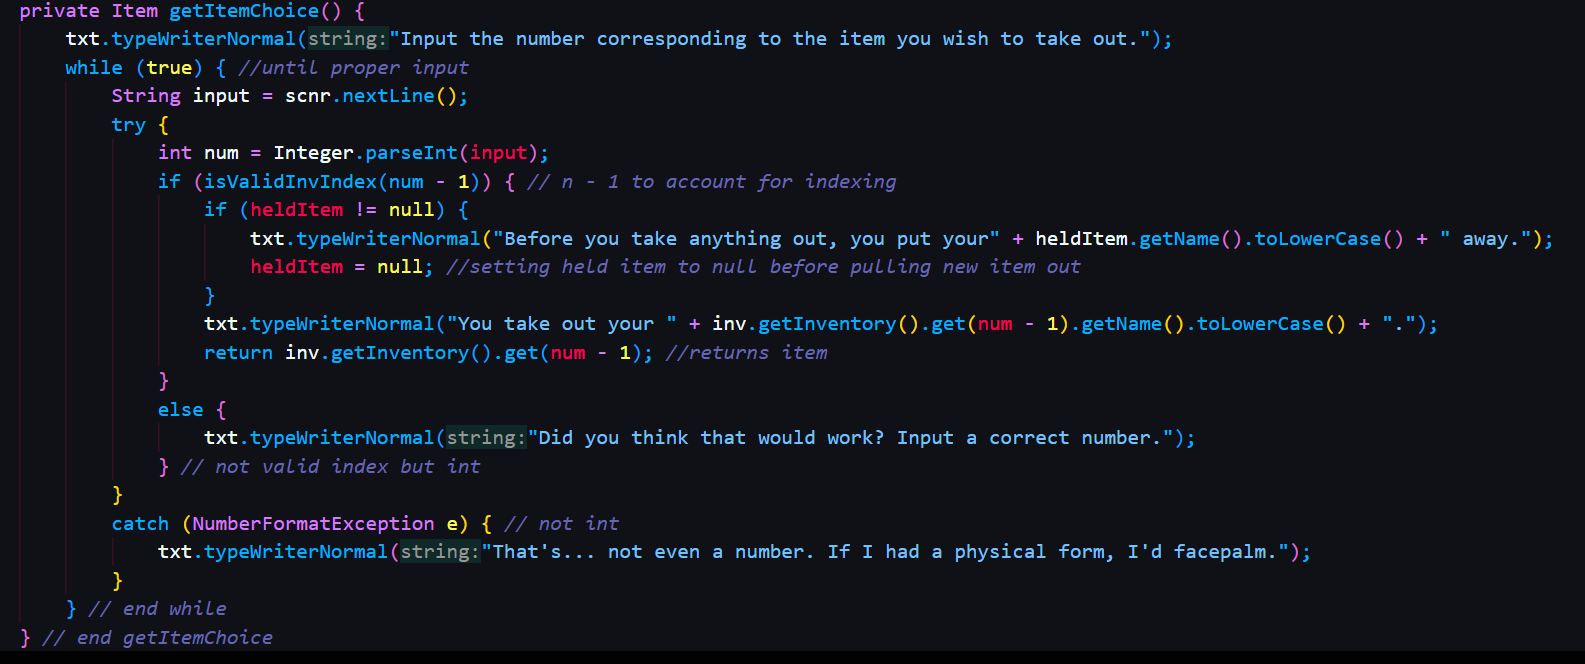 private Item getItemChoice() {
    txt.typeWriterNormal(string:"Input the number corresponding to the item you wish to take out.");
    while (true) { //until proper input
        String input = scnr.nextLine();
        try {
            int num = Integer.parseInt(input);
            if (isValidInvIndex(num - 1)) { // n - 1 to account for indexing
                if (heldItem != null) {
                    txt.typeWriterNormal("Before you take anything out, you put your" + heldItem.getName().toLowerCase() + " away.");
                    heldItem = null; //setting held item to null before pulling new item out
                }
                txt.typeWriterNormal("You take out your " + inv.getInventory().get(num - 1).getName().toLowerCase() + ".");
                return inv.getInventory().get(num - 1); //returns item
            }
            else {
                txt.typeWriterNormal(string:"Did you think that would work? Input a correct number.");
            } // not valid index but int
        }
        catch (NumberFormatException e) { // not int
            txt.typeWriterNormal(string:"That's... not even a number. If I had a physical form, I'd facepalm.");
        }
    } // end while
} // end getItemChoice